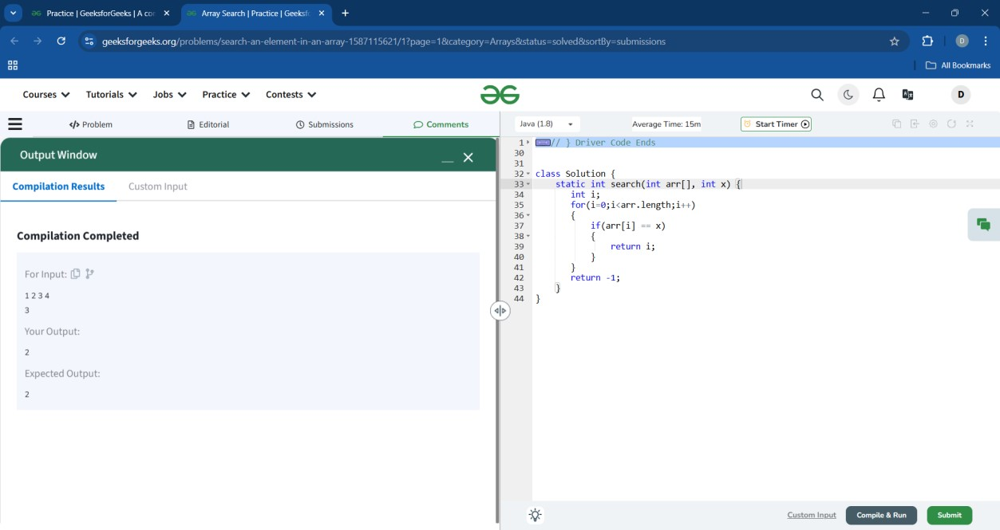 Practice | GeeksforGeeks | A cor
Array Search | Practice | Geeksf
geeksforgeeks.org/problems/search-an-element-in-an-array-1587115621/1?page=1&category=Arrays&status=solved&sortBy=submissions
D
All Bookmarks
Courses
Tutorials
Jobs
Practice
Contests
D
</> Problem
Editorial
Submissions
Comments
Java (1.8)
Average Time: 15m
Start Timer
Output Window
Compilation Results
Custom Input
Compilation Completed
For Input:
1 2 3 4
3
Your Output:
2
Expected Output:
2
1 // } Driver Code Ends
30
31
32 class Solution {
33 static int search(int arr[], int x) {
34 int i;
35 for(i=0;i<arr.length;i++)
36 {
37 if(arr[i] == x)
38 {
39 return i;
40 }
41 }
42 return -1;
43 }
44 }
Custom Input
Compile & Run
Submit